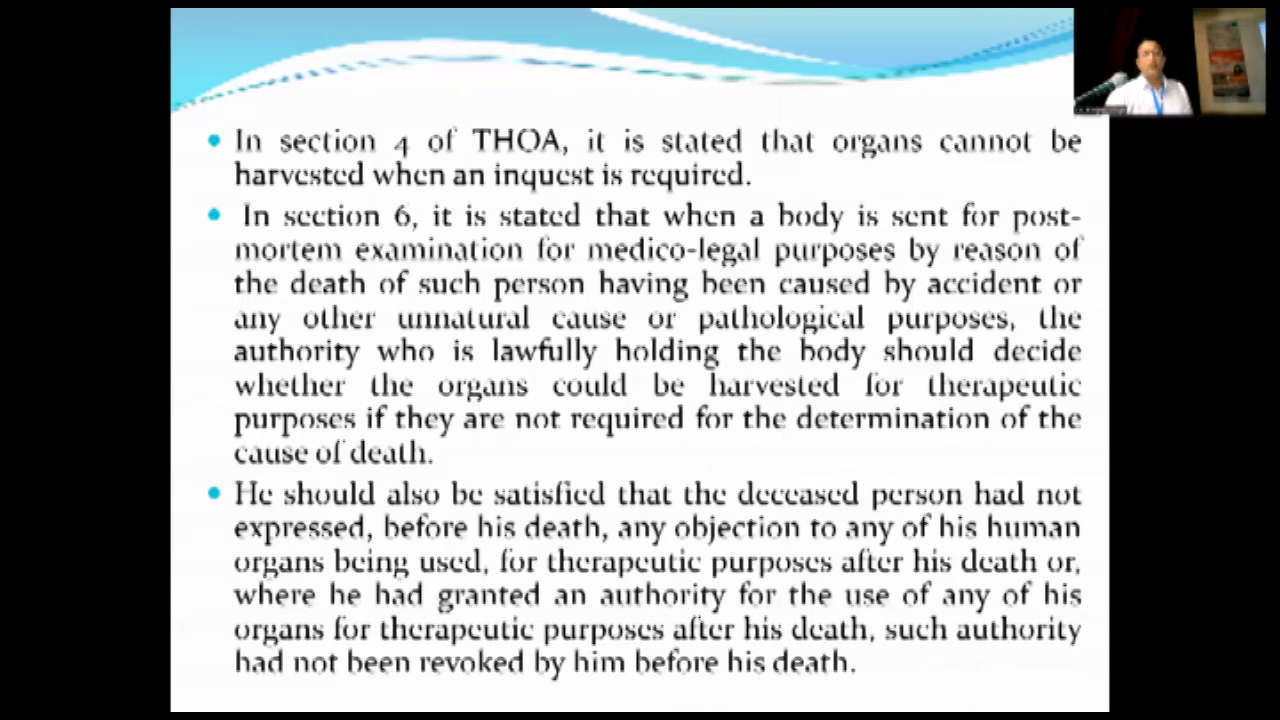 • In section 4 of THOA, it is stated that organs cannot be
harvested when an inquest is required.
• In section 6, it is stated that when a body is sent for post-
mortem examination for medico-legal purposes by reason of
the death of such person having been caused by accident or
any other unnatural cause or pathological purposes, the
authority who is lawfully holding the body should decide
whether the organs could be harvested for therapeutic
purposes if they are not required for the determination of the
cause of death.
• He should also be satisfied that the deceased person had not
expressed, before his death, any objection to any of his human
organs being used, for therapeutic purposes after his death or,
where he had granted an authority for the use of any of his
organs for therapeutic purposes after his death, such authority
had not been revoked by him before his death.